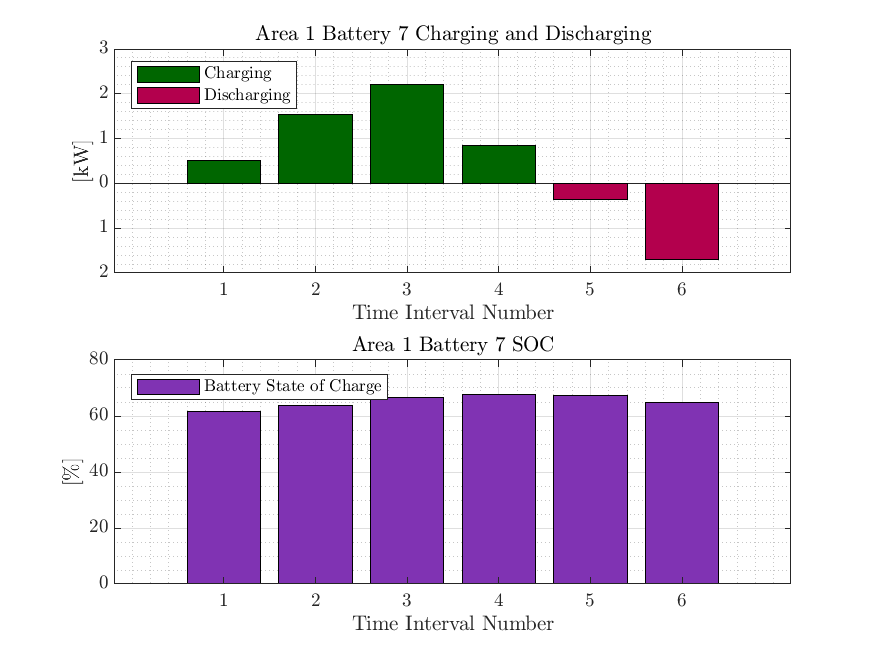 Area 1 Battery 7 Charging and Discharging
3
2
1
0
1
2
[kW]
Charging
Discharging
1 2 3 4 5 6
Time Interval Number
Area 1 Battery 7 SOC
80
60
40
20
0
[%]
Battery State of Charge
1 2 3 4 5 6
Time Interval Number